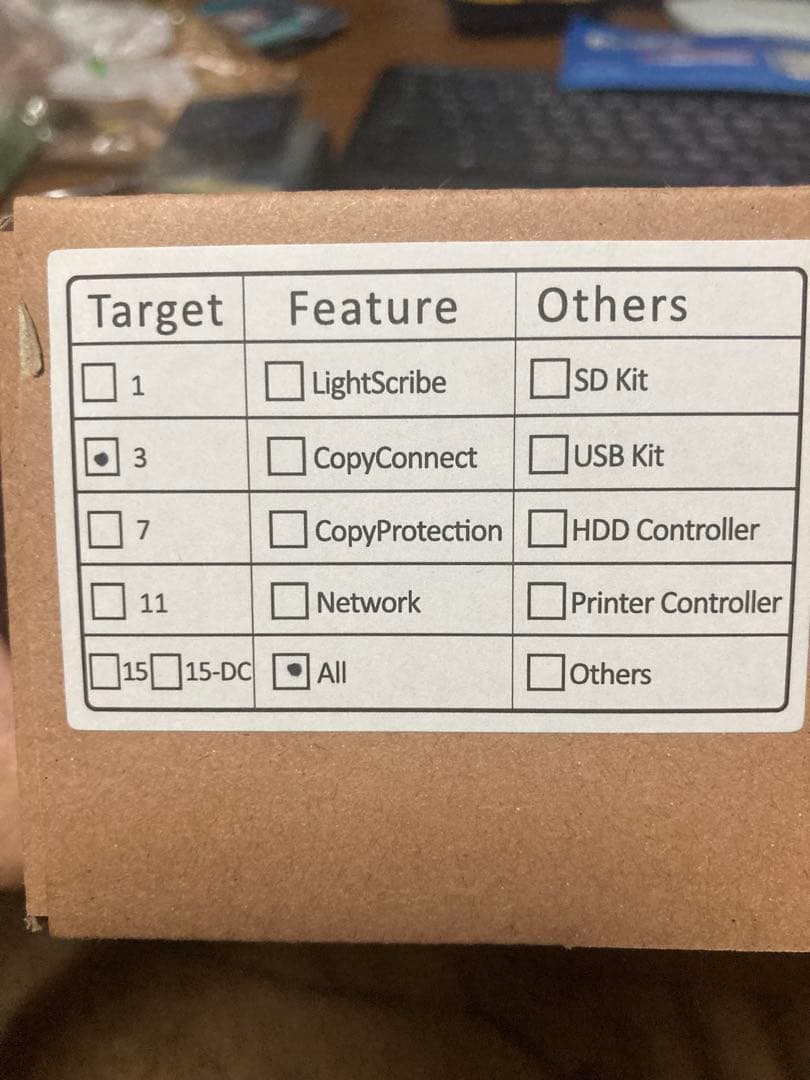 Target Feature Others
1 LightScribe SD Kit
3 CopyConnect USB Kit
7 CopyProtection HDD Controller
11 Network Printer Controller
15 15-DC All Others